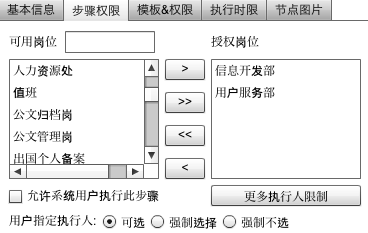 基本信息 步骤权限 模板&权限 执行时限 节点图片
可用岗位 授权岗位
人力资源处
值班
公文归档岗
公文管理岗
出国个人备案
>
>>
<<
<
信息开发部
用户服务部
允许系统用户执行此步骤 更多执行人限制
用户指定执行人: 可选 强制选择 强制不选